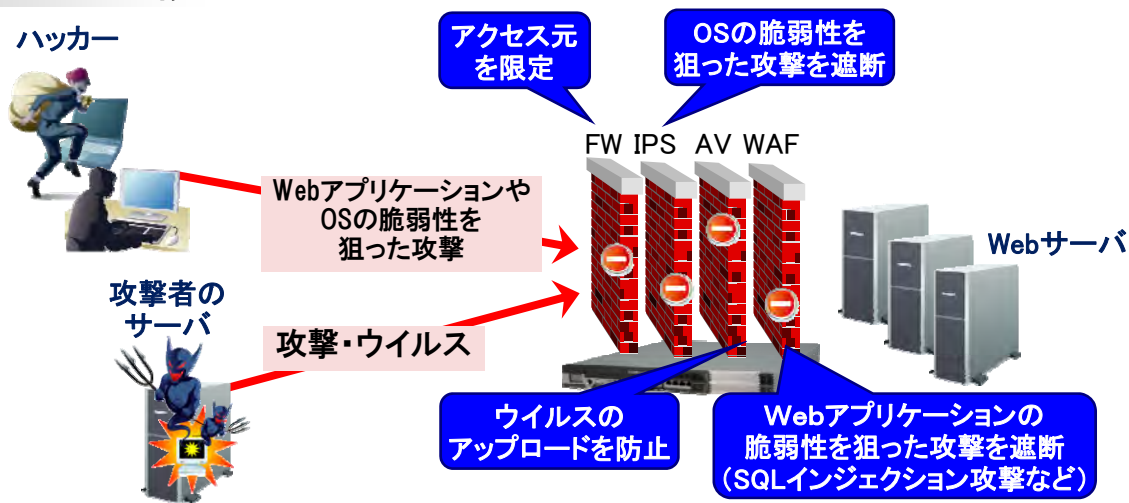 ハッカー
アクセス元
を限定
OSの脆弱性を
狙った攻撃を遮断
FW IPS AV WAF
Webアプリケーションや
OSの脆弱性を
狙った攻撃
Webサーバ
攻撃者の
サーバ
攻撃・ウイルス
ウイルスの
アップロードを防止
Webアプリケーションの
脆弱性を狙った攻撃を遮断
(SQLインジェクション攻撃など)